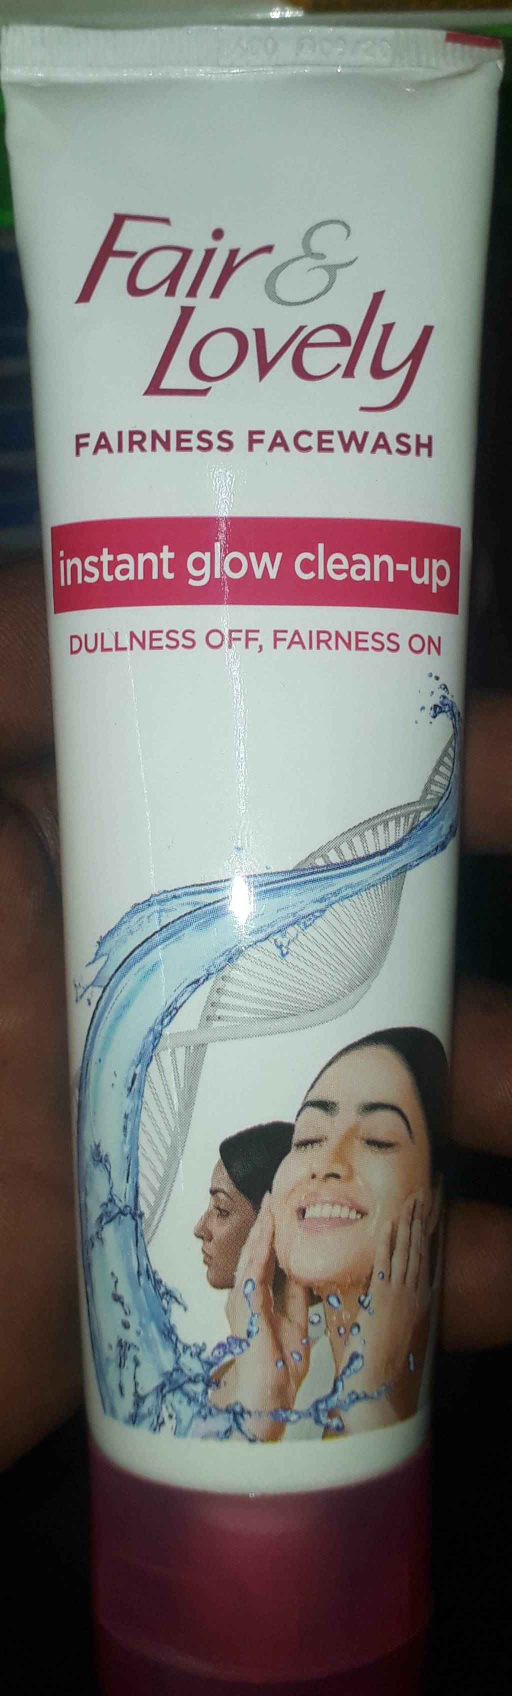 Fair &
Lovely
FAIRNESS FACEWASH
instant glow clean-up
DULLNESS OFF, FAIRNESS ON